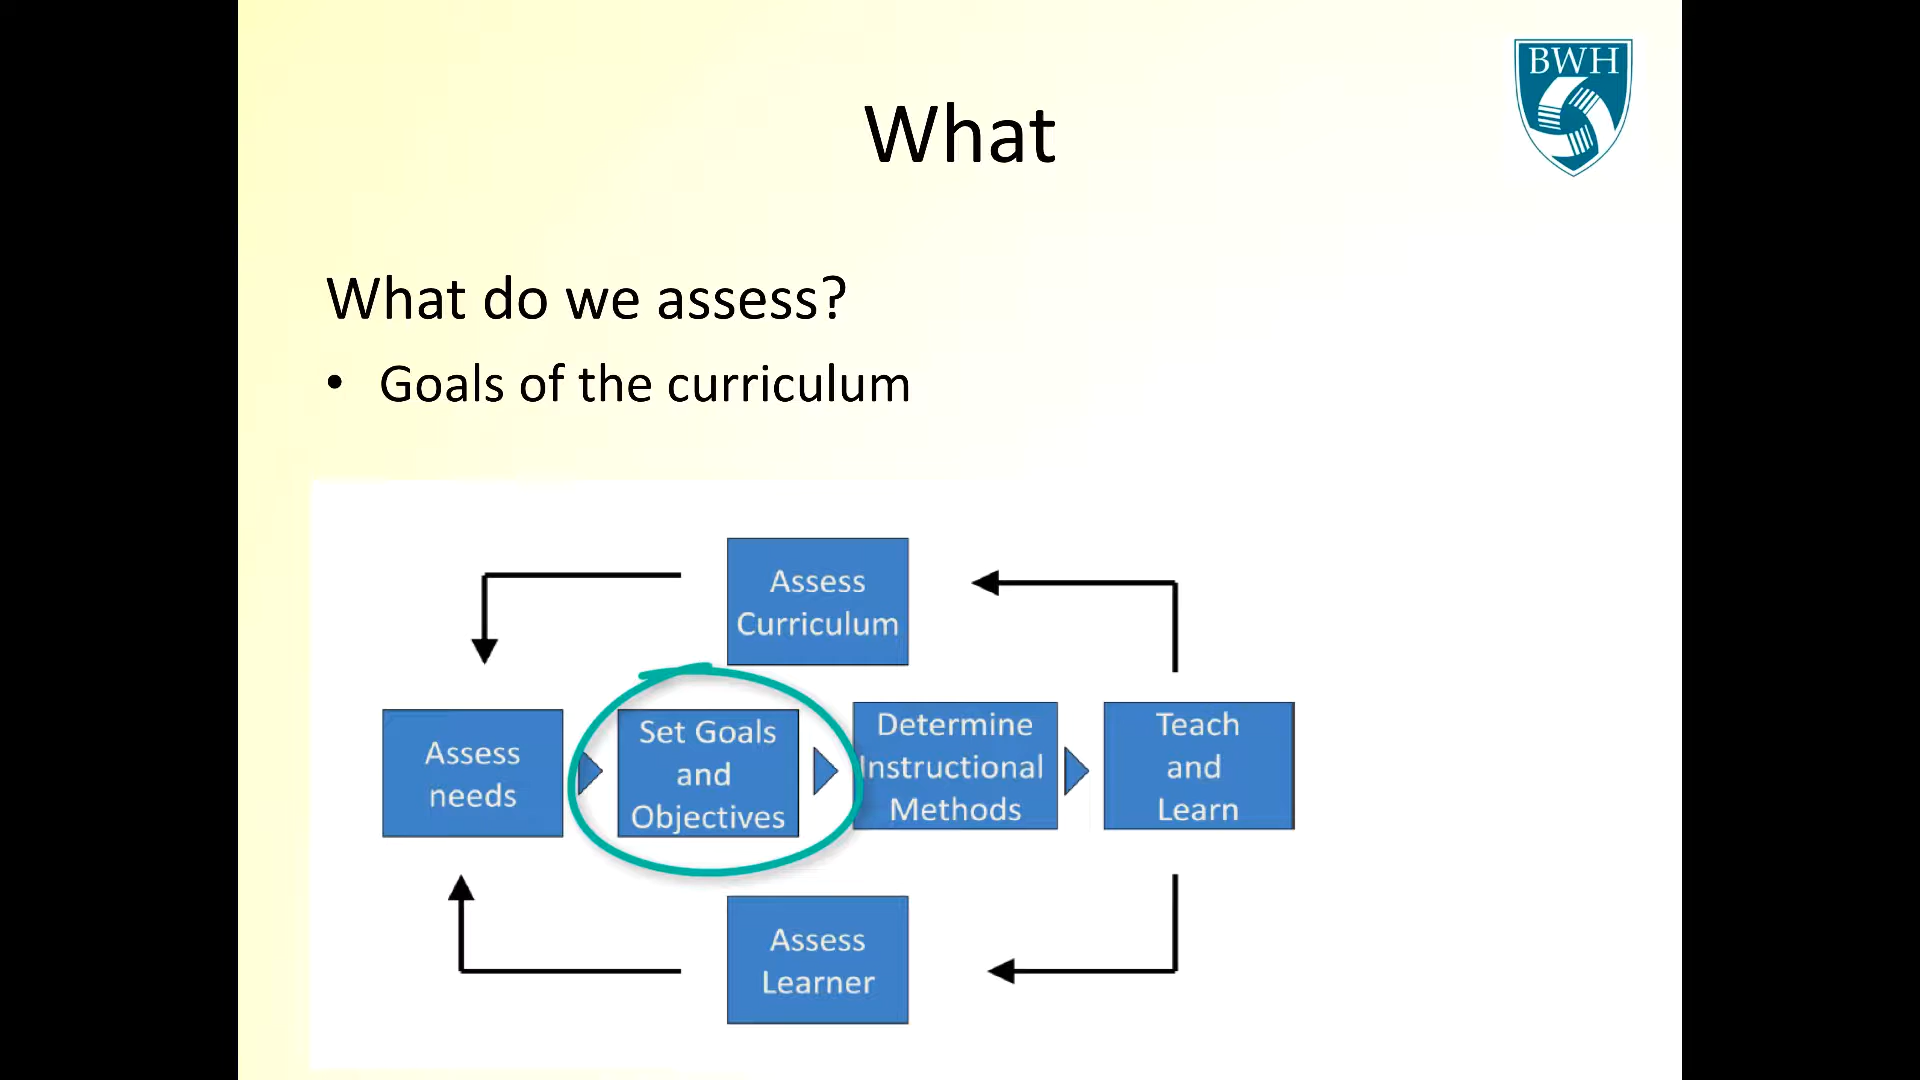 BWH
What
What do we assess?
• Goals of the curriculum
Assess
Curriculum
Assess
needs
Set Goals
and
Objectives
Determine
Instructional
Methods
Teach
and
Learn
Assess
Learner